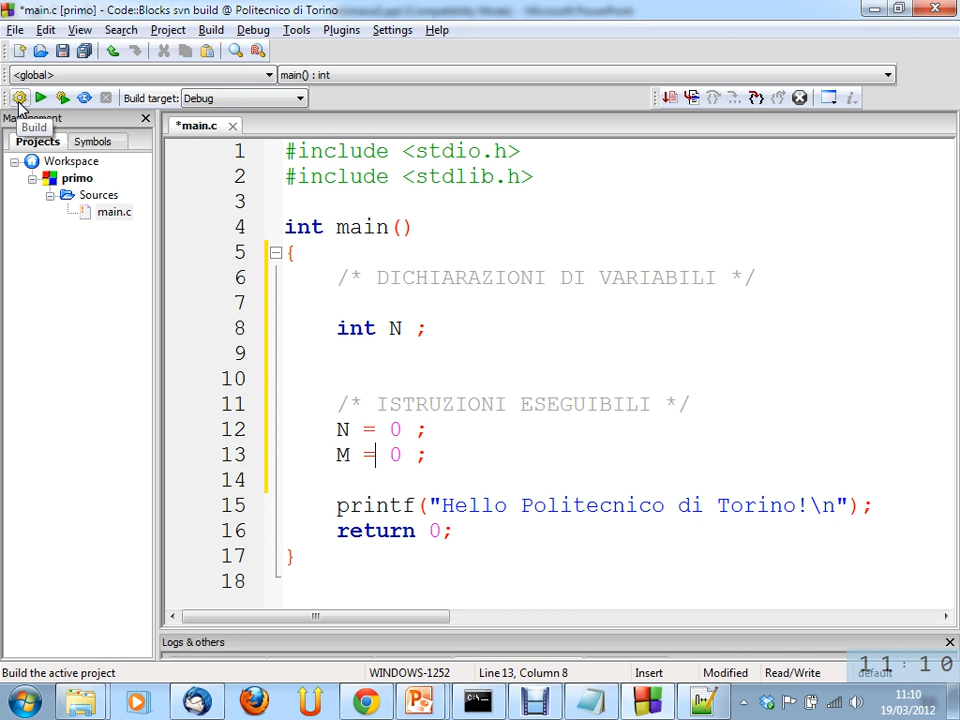 *main.c [primo] - Code::Blocks svn build @ Politecnico di Torino
File Edit View Search Project Build Debug Tools Plugins Settings Help
<global> main() : int
Build target: Debug
Build
Projects Symbols
Workspace
primo
Sources
main.c
*main.c
1 #include <stdio.h>
2 #include <stdlib.h>
3
4 int main()
5 {
6 /* DICHIARAZIONI DI VARIABILI */
7
8 int N ;
9
10
11 /* ISTRUZIONI ESEGUIBILI */
12 N = 0 ;
13 M = 0 ;
14
15 printf("Hello Politecnico di Torino!\n");
16 return 0;
17 }
18
Logs & others
Build the active project WINDOWS-1252 Line 13, Column 8 Insert Modified Read/Write default
11:10
11:10
19/03/2012